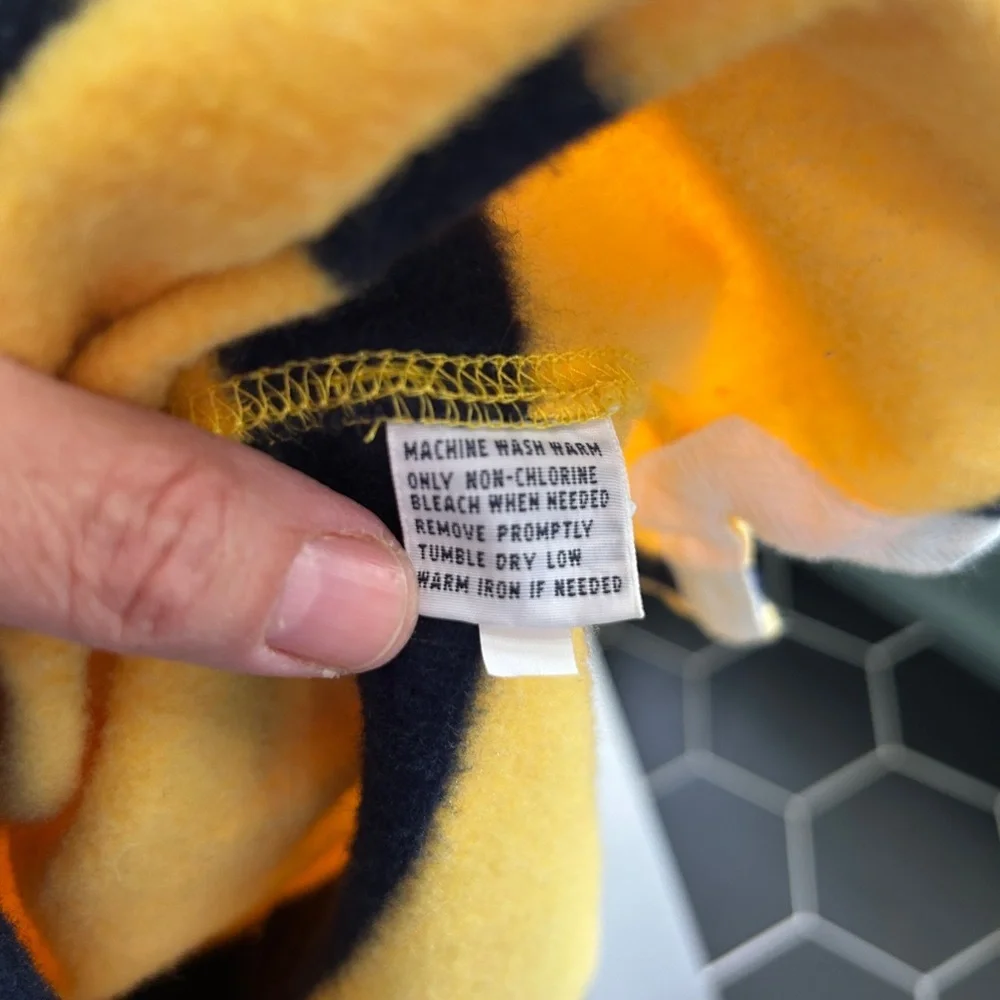 MACHINE WASH WARM
ONLY NON-CHLORINE
BLEACH WHEN NEEDED
REMOVE PROMPTLY
TUMBLE DRY LOW
WARM IRON IF NEEDED